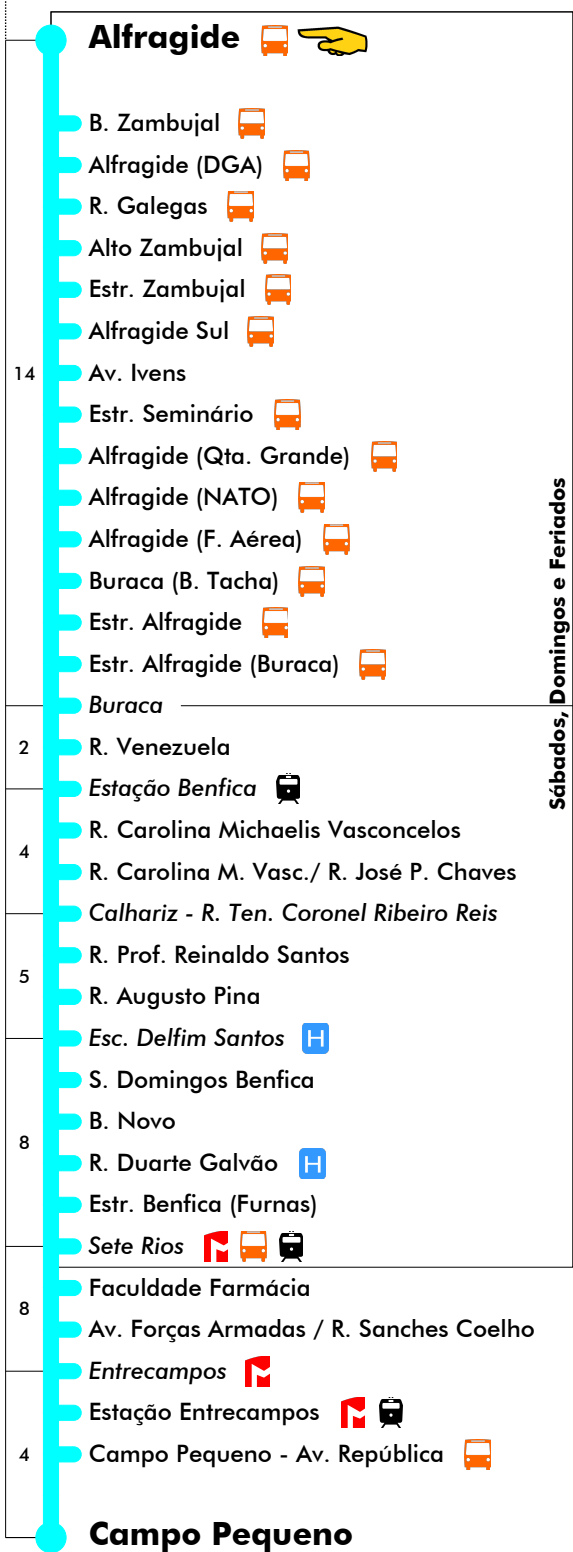 Alfragide
B. Zambujal
Alfragide (DGA)
R. Galegas
Alto Zambujal
Estr. Zambujal
Alfragide Sul
14
Av. Ivens
Estr. Seminário
Alfragide (Qta. Grande)
Alfragide (NATO)
Alfragide (F. Aérea)
Buraca (B. Tacha)
Estr. Alfragide
Estr. Alfragide (Buraca)
Sábados, Domingos e Feriados
Buraca
2
R. Venezuela
Estação Benfica
R. Carolina Michaelis Vasconcelos
4
R. Carolina M. Vasc./ R. José P. Chaves
Calhariz - R. Ten. Coronel Ribeiro Reis
R. Prof. Reinaldo Santos
5
R. Augusto Pina
Esc. Delfim Santos H
S. Domingos Benfica
B. Novo
8
R. Duarte Galvão H
Estr. Benfica (Furnas)
Sete Rios
Faculdade Farmácia
8
Av. Forças Armadas / R. Sanches Coelho
Entrecampos
Estação Entrecampos
4
Campo Pequeno - Av. República
Campo Pequeno